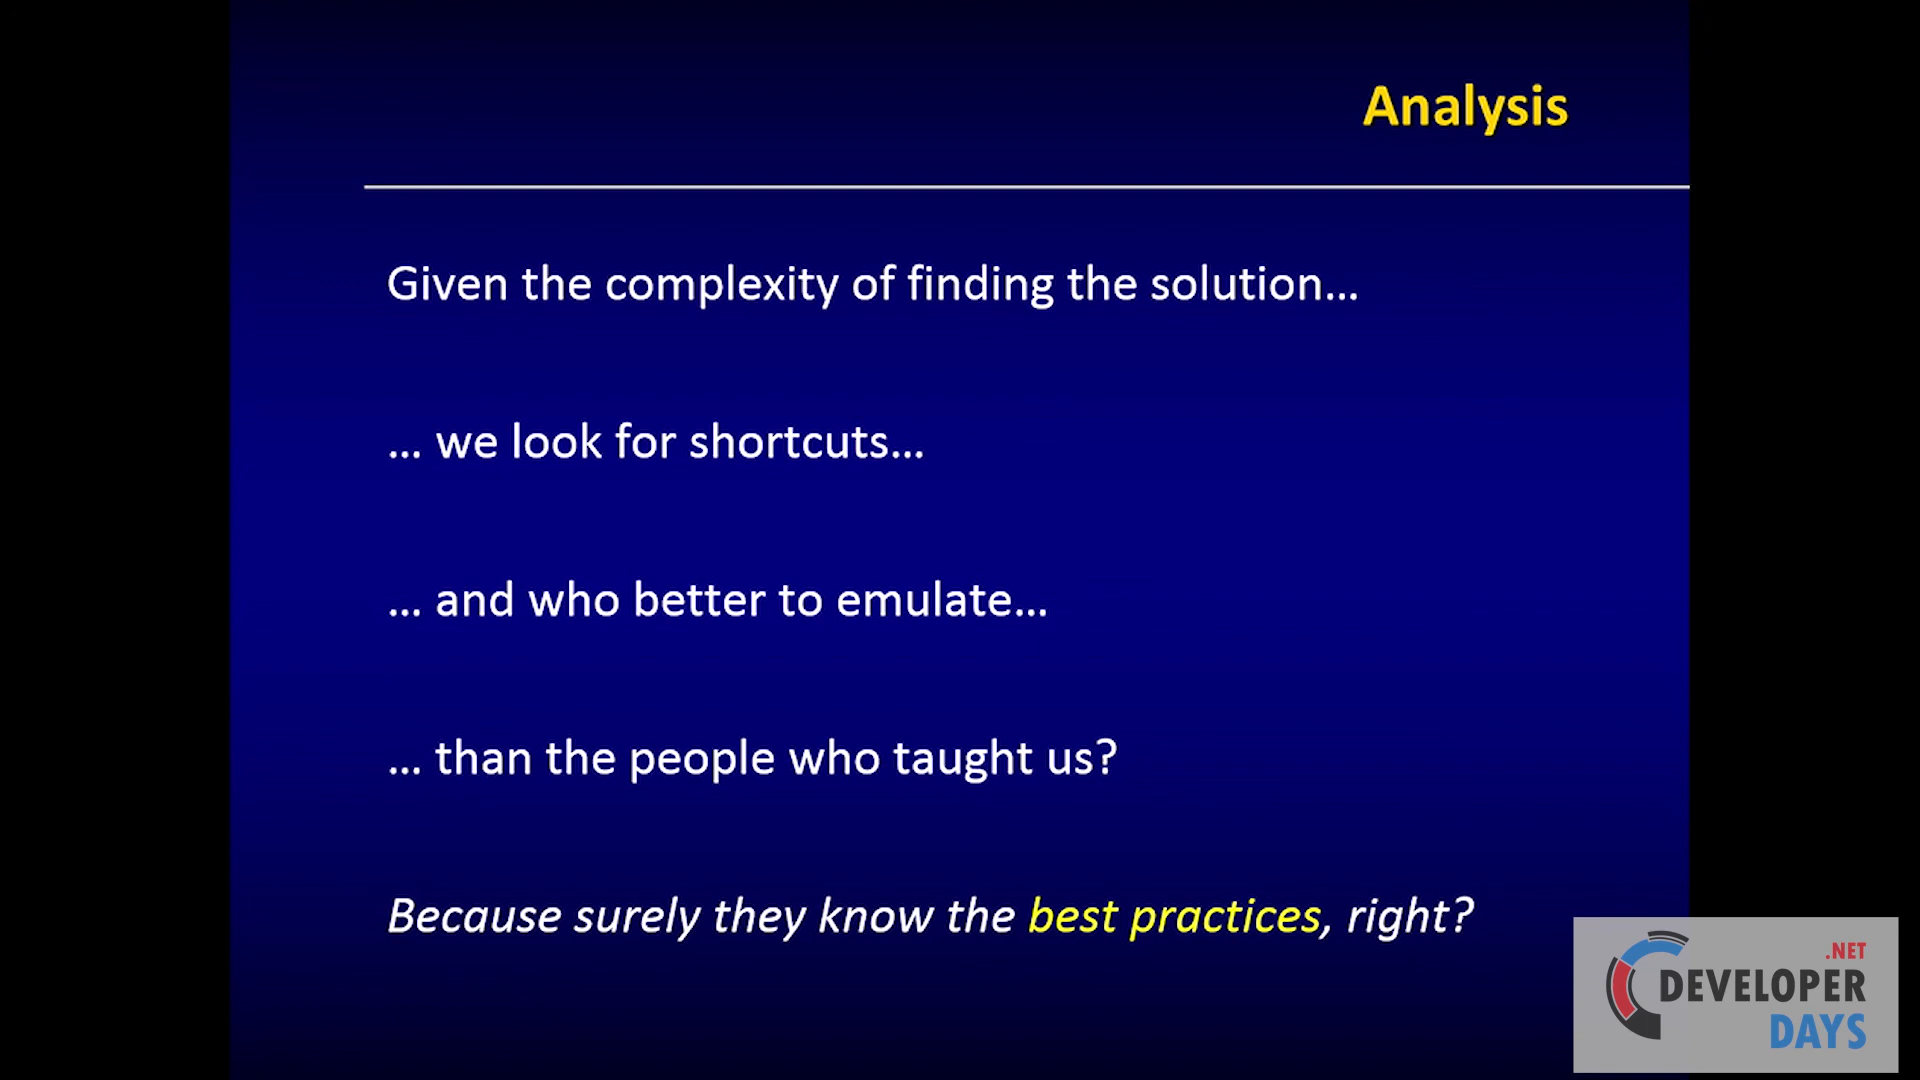 Analysis
Given the complexity of finding the solution…
… we look for shortcuts…
… and who better to emulate…
… than the people who taught us?
Because surely they know the best practices, right?
.NET
DEVELOPER
DAYS